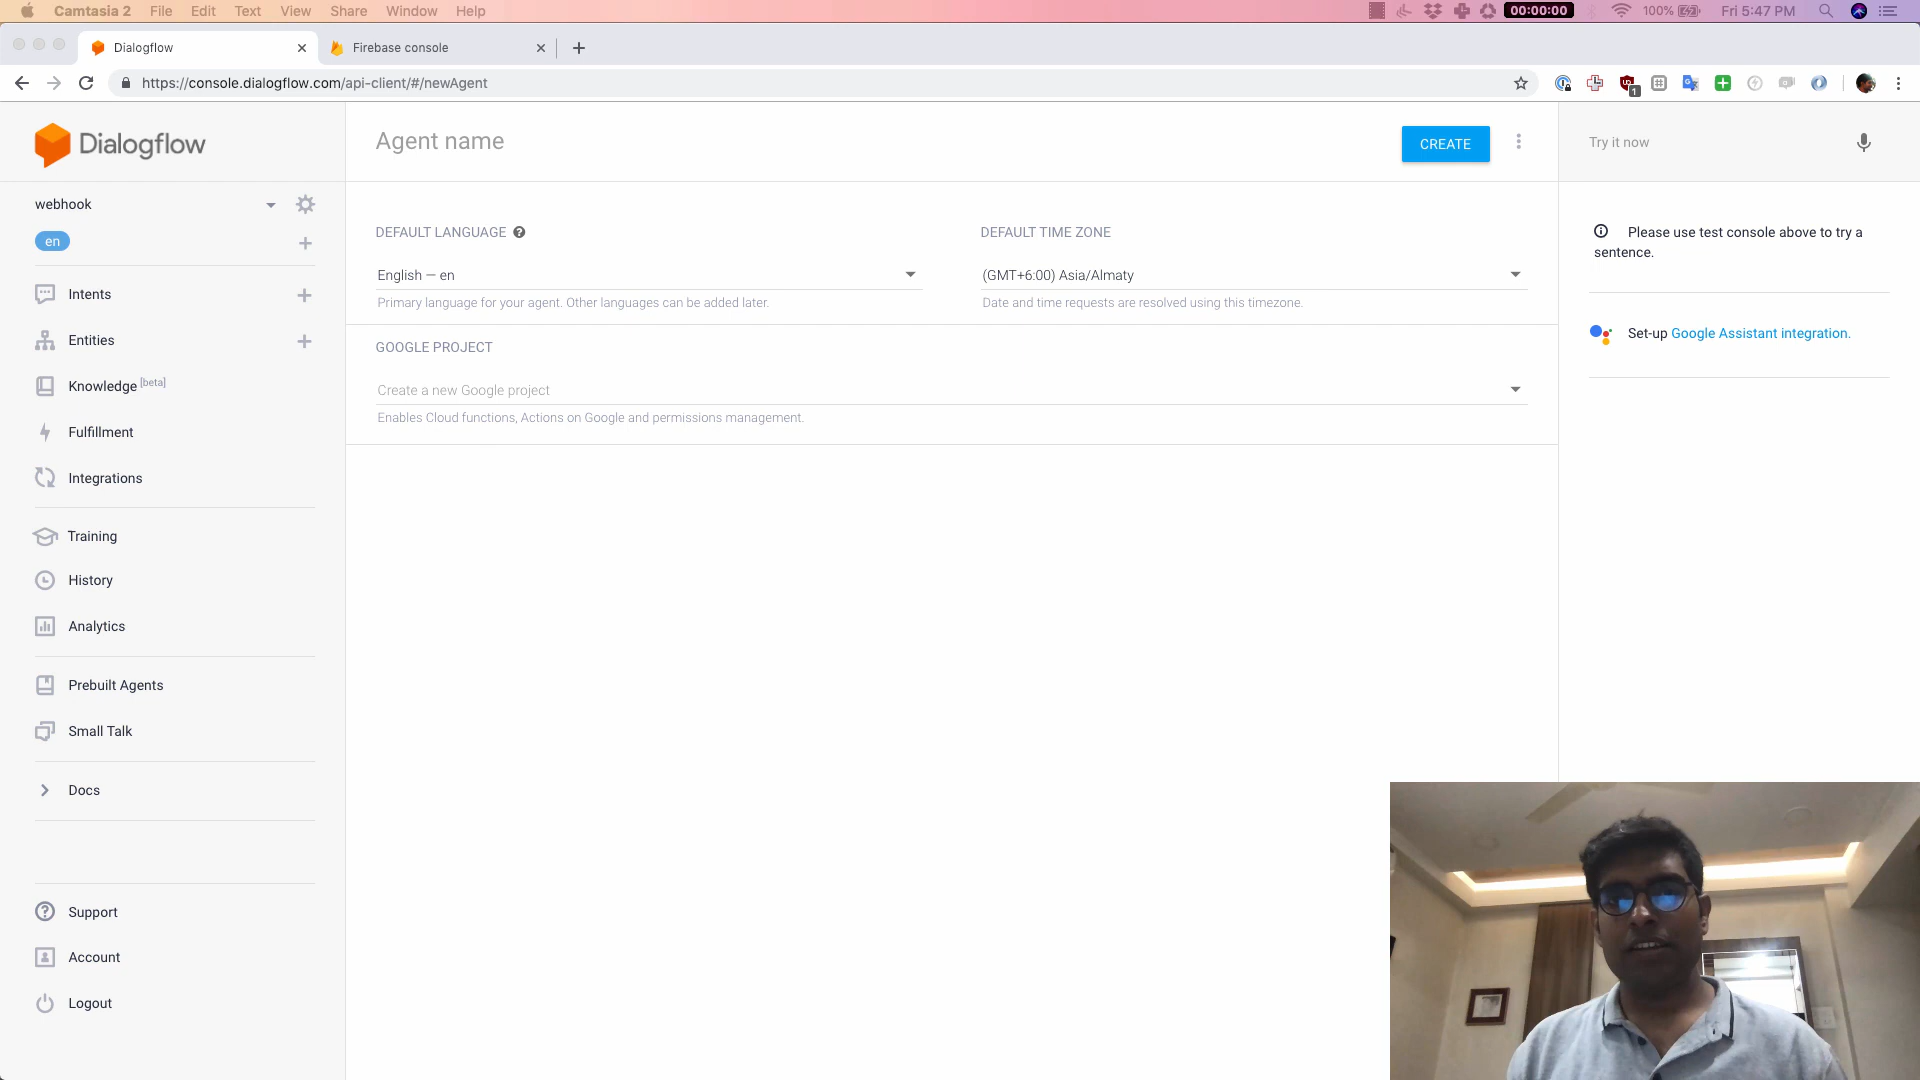 Camtasia 2 File Edit Text View Share Window Help 00:00:00 100% Fri 5:47 PM
Dialogflow Firebase console
https://console.dialogflow.com/api-client/#/newAgent 1
Dialogflow
Agent name
CREATE
Try it now
webhook
en
DEFAULT LANGUAGE ?
DEFAULT TIME ZONE
English — en
(GMT+6:00) Asia/Almaty
Primary language for your agent. Other languages can be added later.
Date and time requests are resolved using this timezone.
GOOGLE PROJECT
Create a new Google project
Enables Cloud functions, Actions on Google and permissions management.
Please use test console above to try a
sentence.
Set-up Google Assistant integration.
Intents
Entities
Knowledge [beta]
Fulfillment
Integrations
Training
History
Analytics
Prebuilt Agents
Small Talk
Docs
Support
Account
Logout